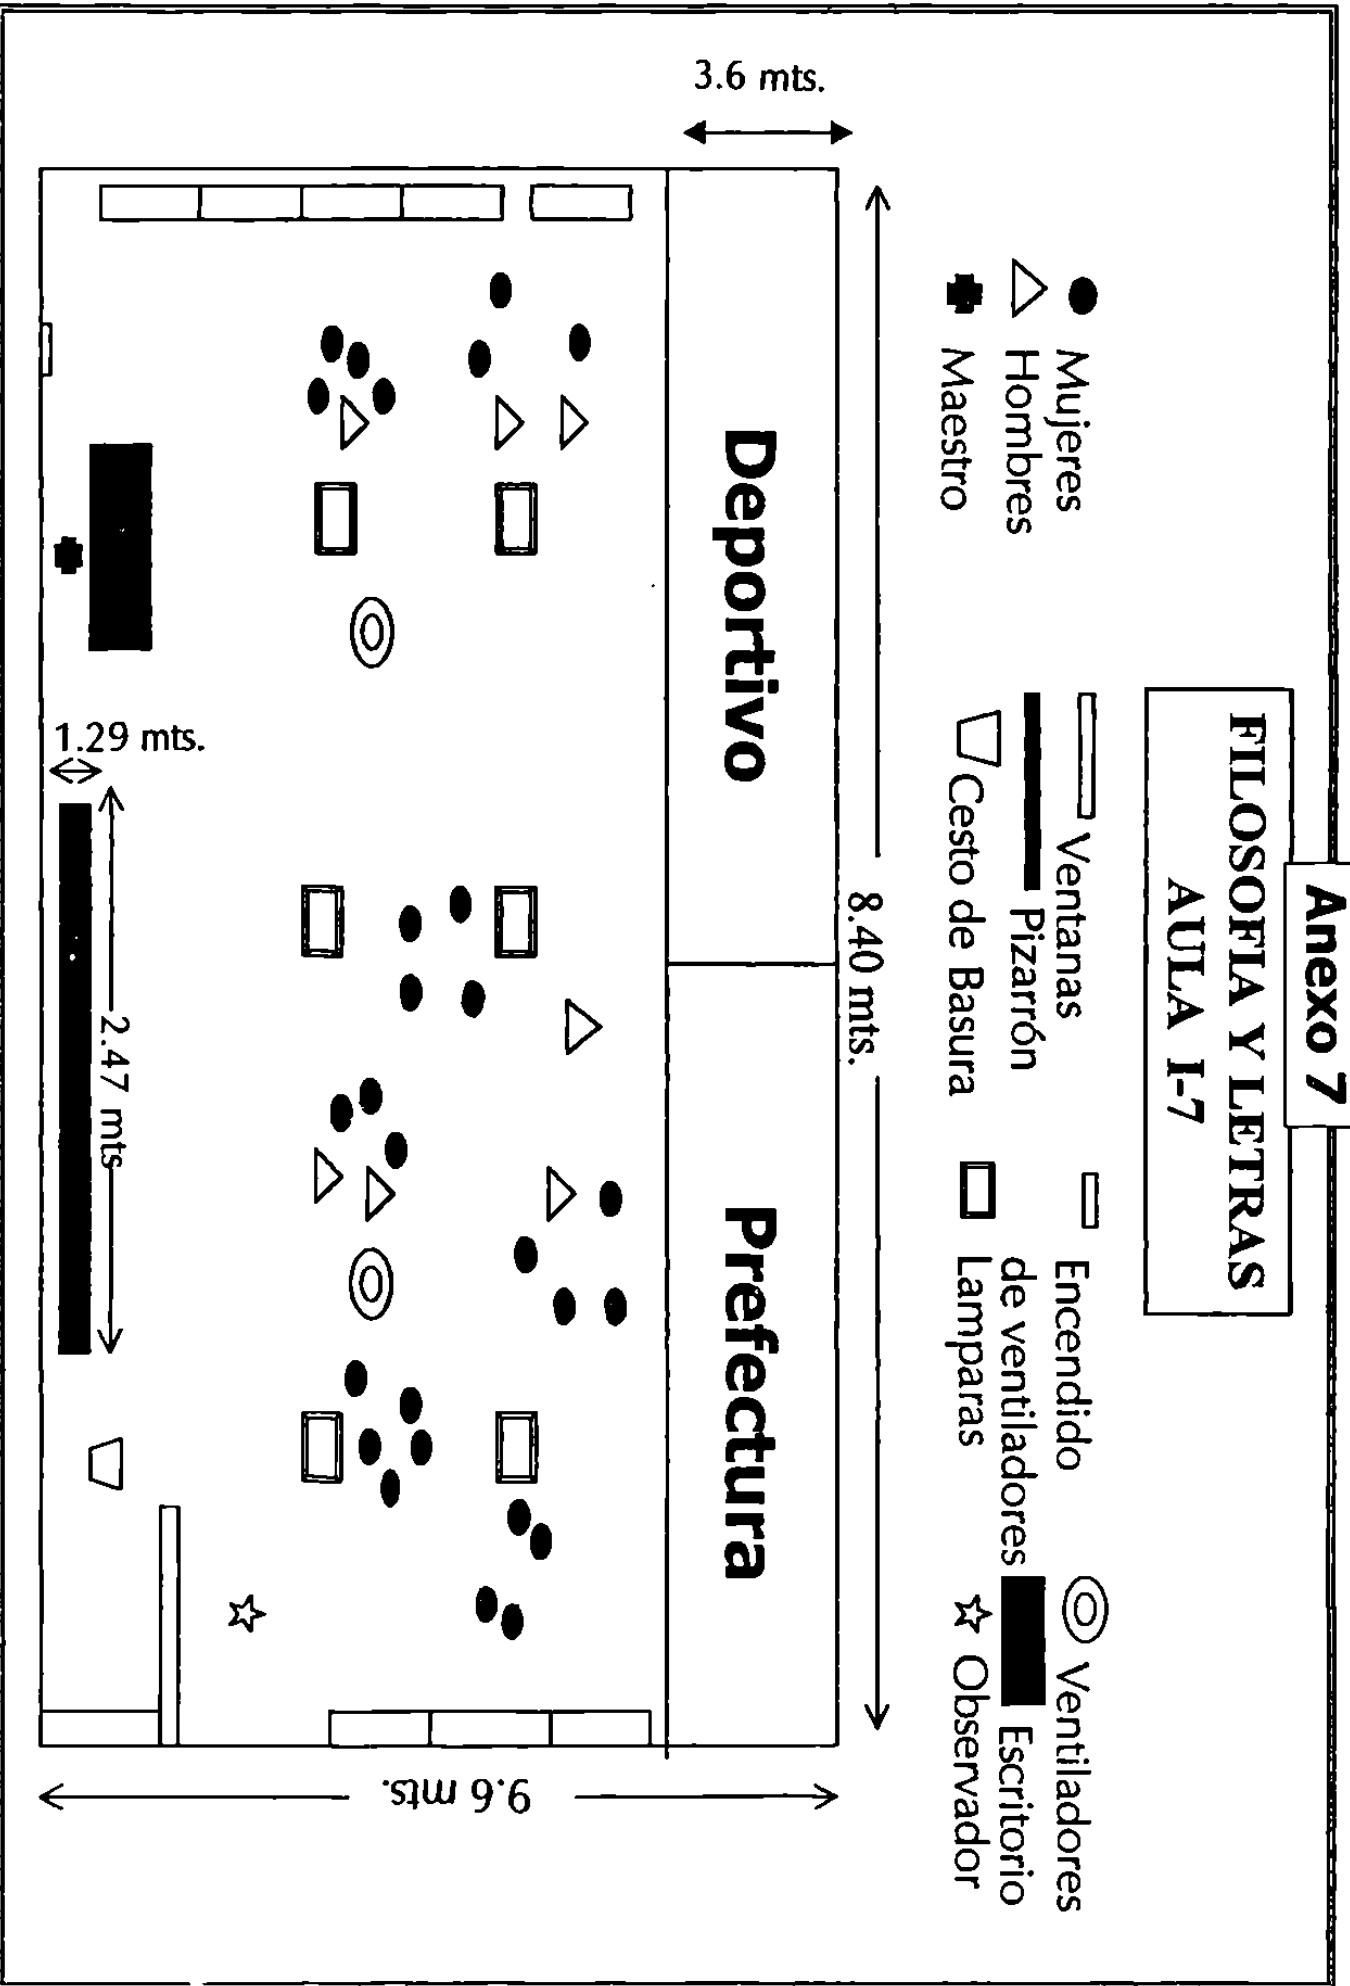 Anexo 7
FILOSOFIA Y LETRAS
AULA I-7
Mujeres
Hombres
Maestro
Ventanas
Pizarrón
Cesto de Basura
Encendido
de ventiladores
Lamparas
Ventiladores
Escritorio
Observador
3.6 mts.
8.40 mts.
Deportivo
Prefectura
9.6 mts.
1.29 mts.
2.47 mts